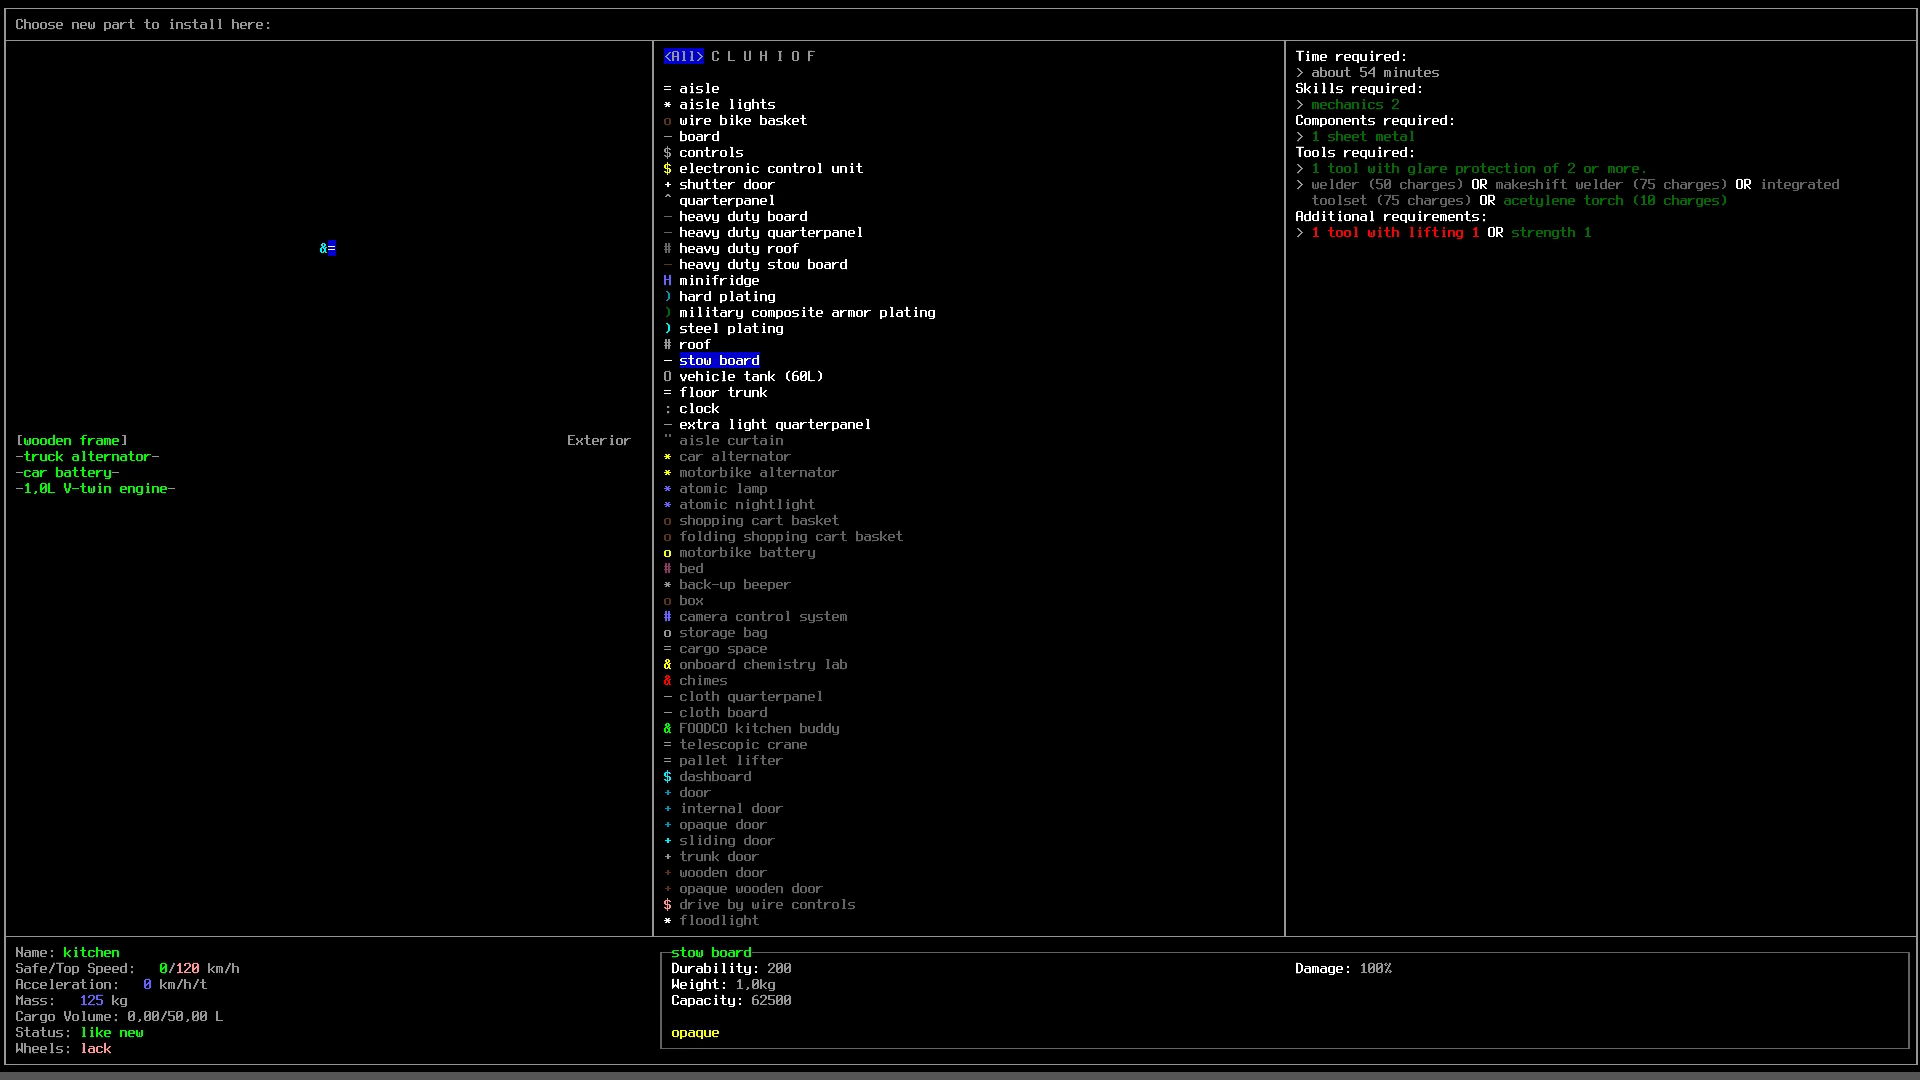 Choose new part to install here:
<All> C L U H I O F
= aisle
* aisle lights
o wire bike basket
- board
$ controls
$ electronic control unit
+ shutter door
^ quarterpanel
- heavy duty board
- heavy duty quarterpanel
# heavy duty roof
- heavy duty stow board
H minifridge
) hard plating
) military composite armor plating
) steel plating
# roof
- stow board
O vehicle tank (60L)
= floor trunk
: clock
- extra light quarterpanel
" aisle curtain
* car alternator
* motorbike alternator
* atomic lamp
* atomic nightlight
o shopping cart basket
o folding shopping cart basket
o motorbike battery
# bed
* back-up beeper
o box
# camera control system
o storage bag
= cargo space
& onboard chemistry lab
& chimes
- cloth quarterpanel
- cloth board
& FOODCO kitchen buddy
= telescopic crane
= pallet lifter
$ dashboard
+ door
+ internal door
+ opaque door
+ sliding door
+ trunk door
+ wooden door
+ opaque wooden door
$ drive by wire controls
* floodlight
&=
[wooden frame] Exterior
-truck alternator-
-car battery-
-1,0L V-twin engine-
Time required:
> about 54 minutes
Skills required:
> mechanics 2
Components required:
> 1 sheet metal
Tools required:
> 1 tool with glare protection of 2 or more.
> welder (50 charges) OR makeshift welder (75 charges) OR integrated
toolset (75 charges) OR acetylene torch (10 charges)
Additional requirements:
> 1 tool with lifting 1 OR strength 1
Name: kitchen
Safe/Top Speed: 0/120 km/h
Acceleration: 0 km/h/t
Mass: 125 kg
Cargo Volume: 0,00/50,00 L
Status: like new
Wheels: lack
stow board
Durability: 200
Weight: 1,0kg
Capacity: 62500
opaque
Damage: 100%